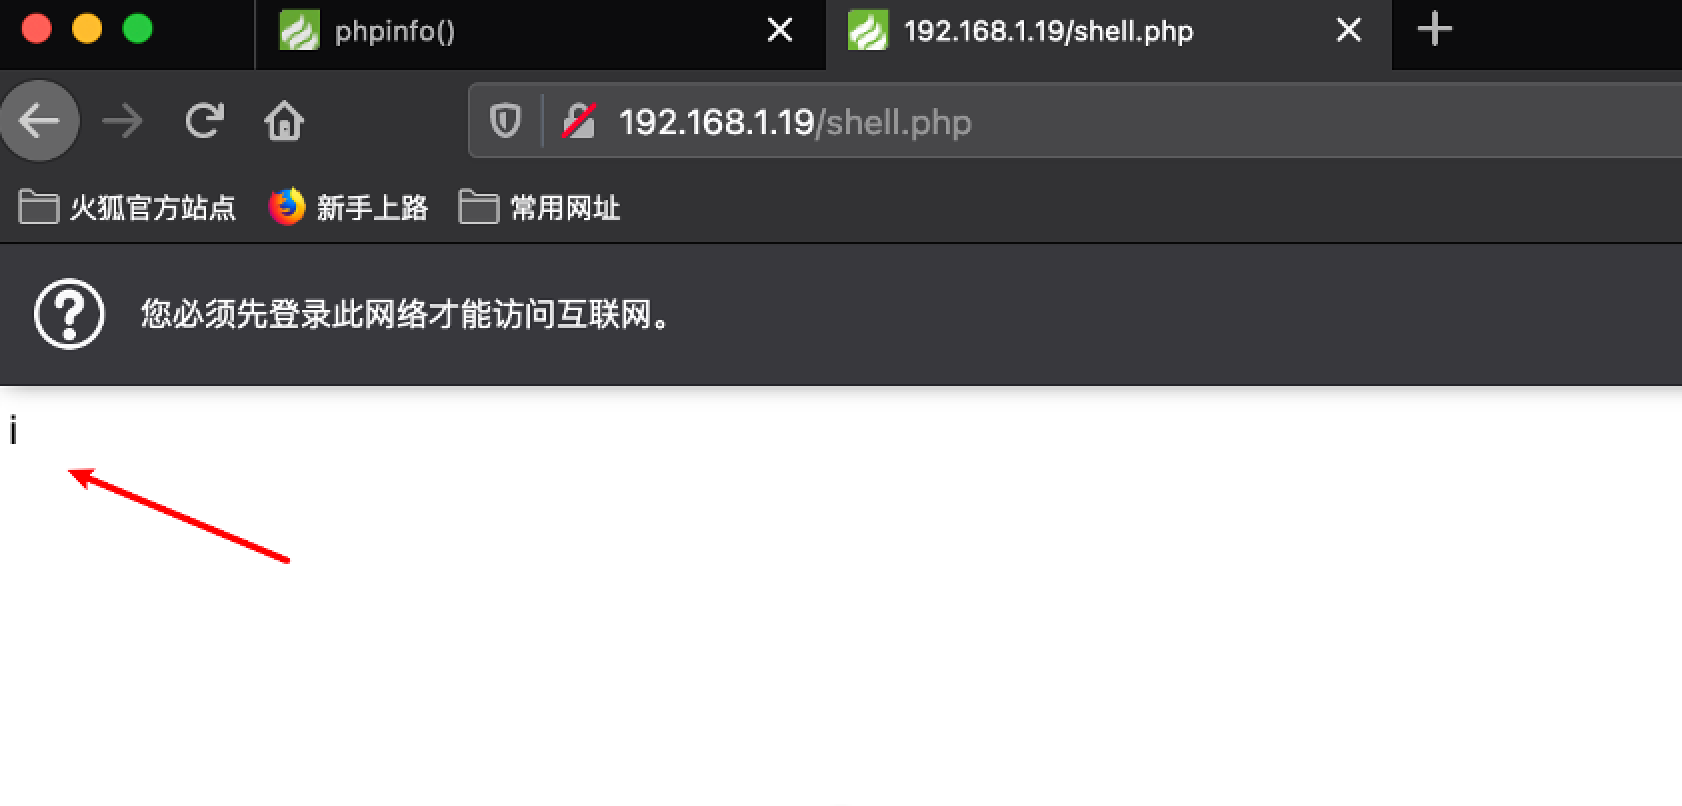 phpinfo()
192.168.1.19/shell.php
192.168.1.19/shell.php
火狐官方站点 新手上路 常用网址
您必须先登录此网络才能访问互联网。
i